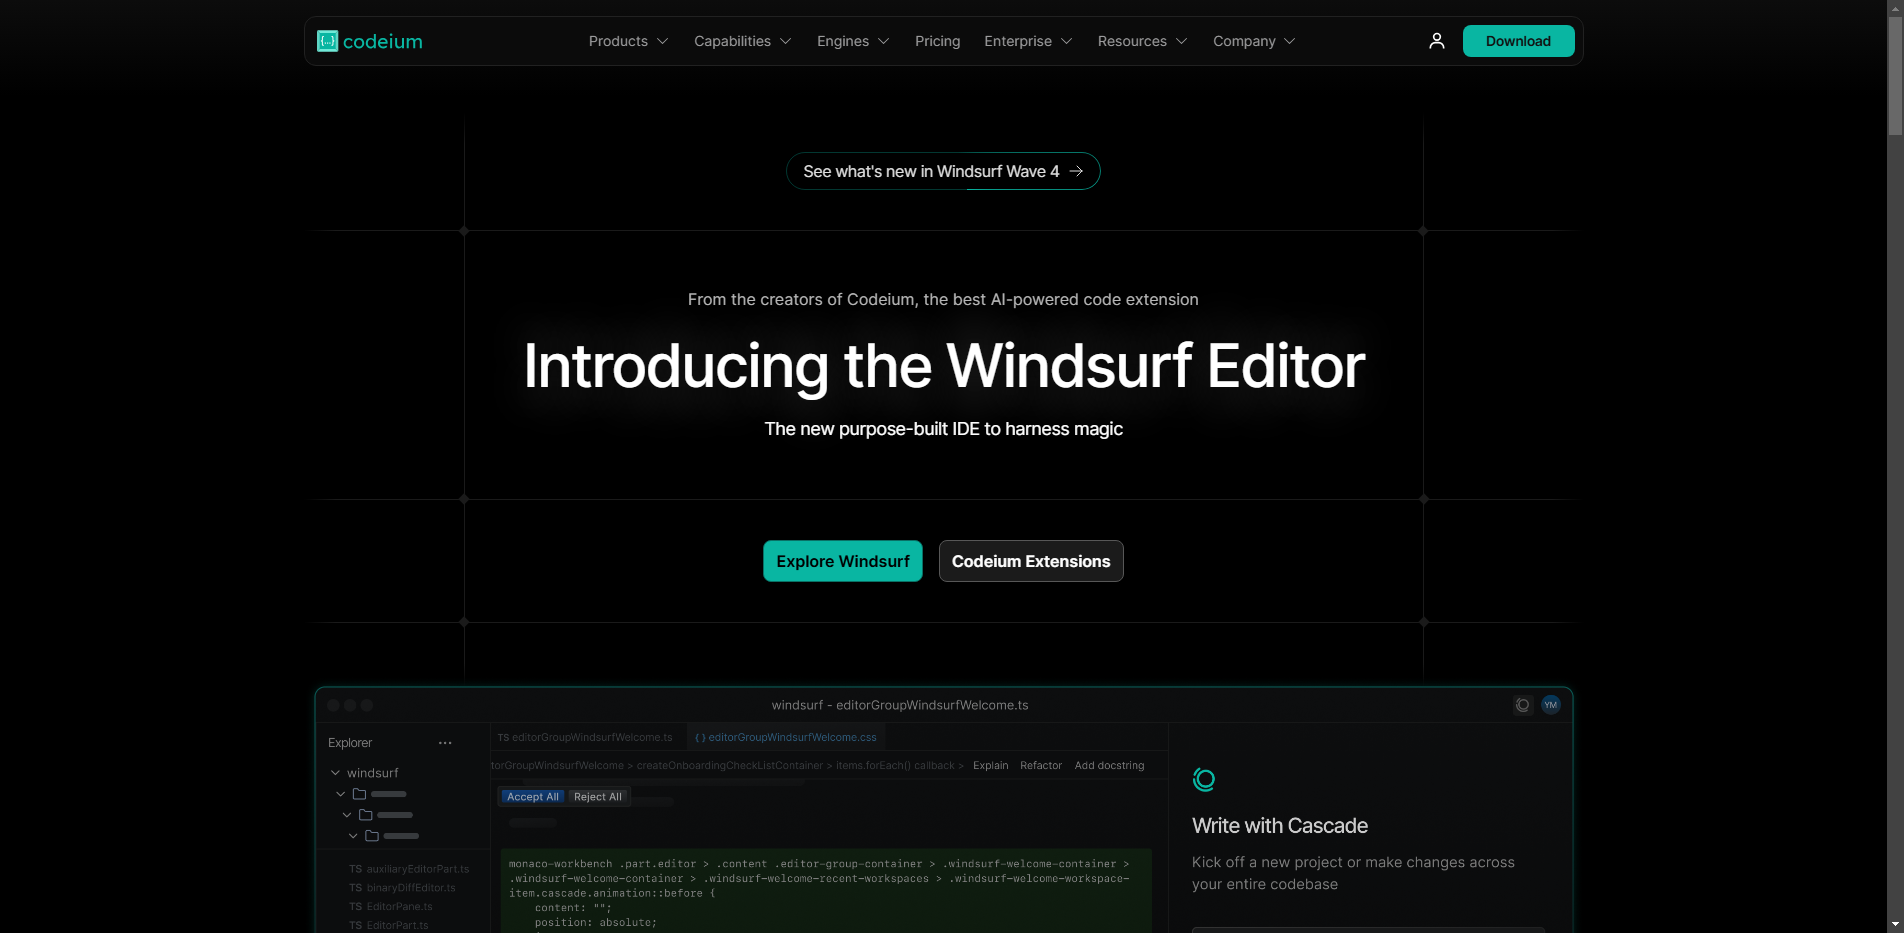 {...} codeium
Products
Capabilities
Engines
Pricing
Enterprise
Resources
Company
Download
See what's new in Windsurf Wave 4 →
From the creators of Codeium, the best AI-powered code extension
Introducing the Windsurf Editor
The new purpose-built IDE to harness magic
Explore Windsurf
Codeium Extensions
windsurf - editorGroupWindsurfWelcome.ts
YM
Explorer
...
windsurf
TS auxiliaryEditorPart.ts
TS binaryDiffEditor.ts
TS EditorPane.ts
TS EditorPart.ts
TS editorGroupWindsurfWelcome.ts
{ } editorGroupWindsurfWelcome.css
torGroupWindsurfWelcome > createOnboardingCheckListContainer > items.forEach() callback >
Explain
Refactor
Add docstring
Accept All
Reject All
monaco-workbench .part.editor > .content .editor-group-container > .windsurf-welcome-container >
.windsurf-welcome-container > .windsurf-welcome-recent-workspaces > .windsurf-welcome-workspace-
item.cascade.animation::before {
content: "";
position: absolute;
Write with Cascade
Kick off a new project or make changes across
your entire codebase